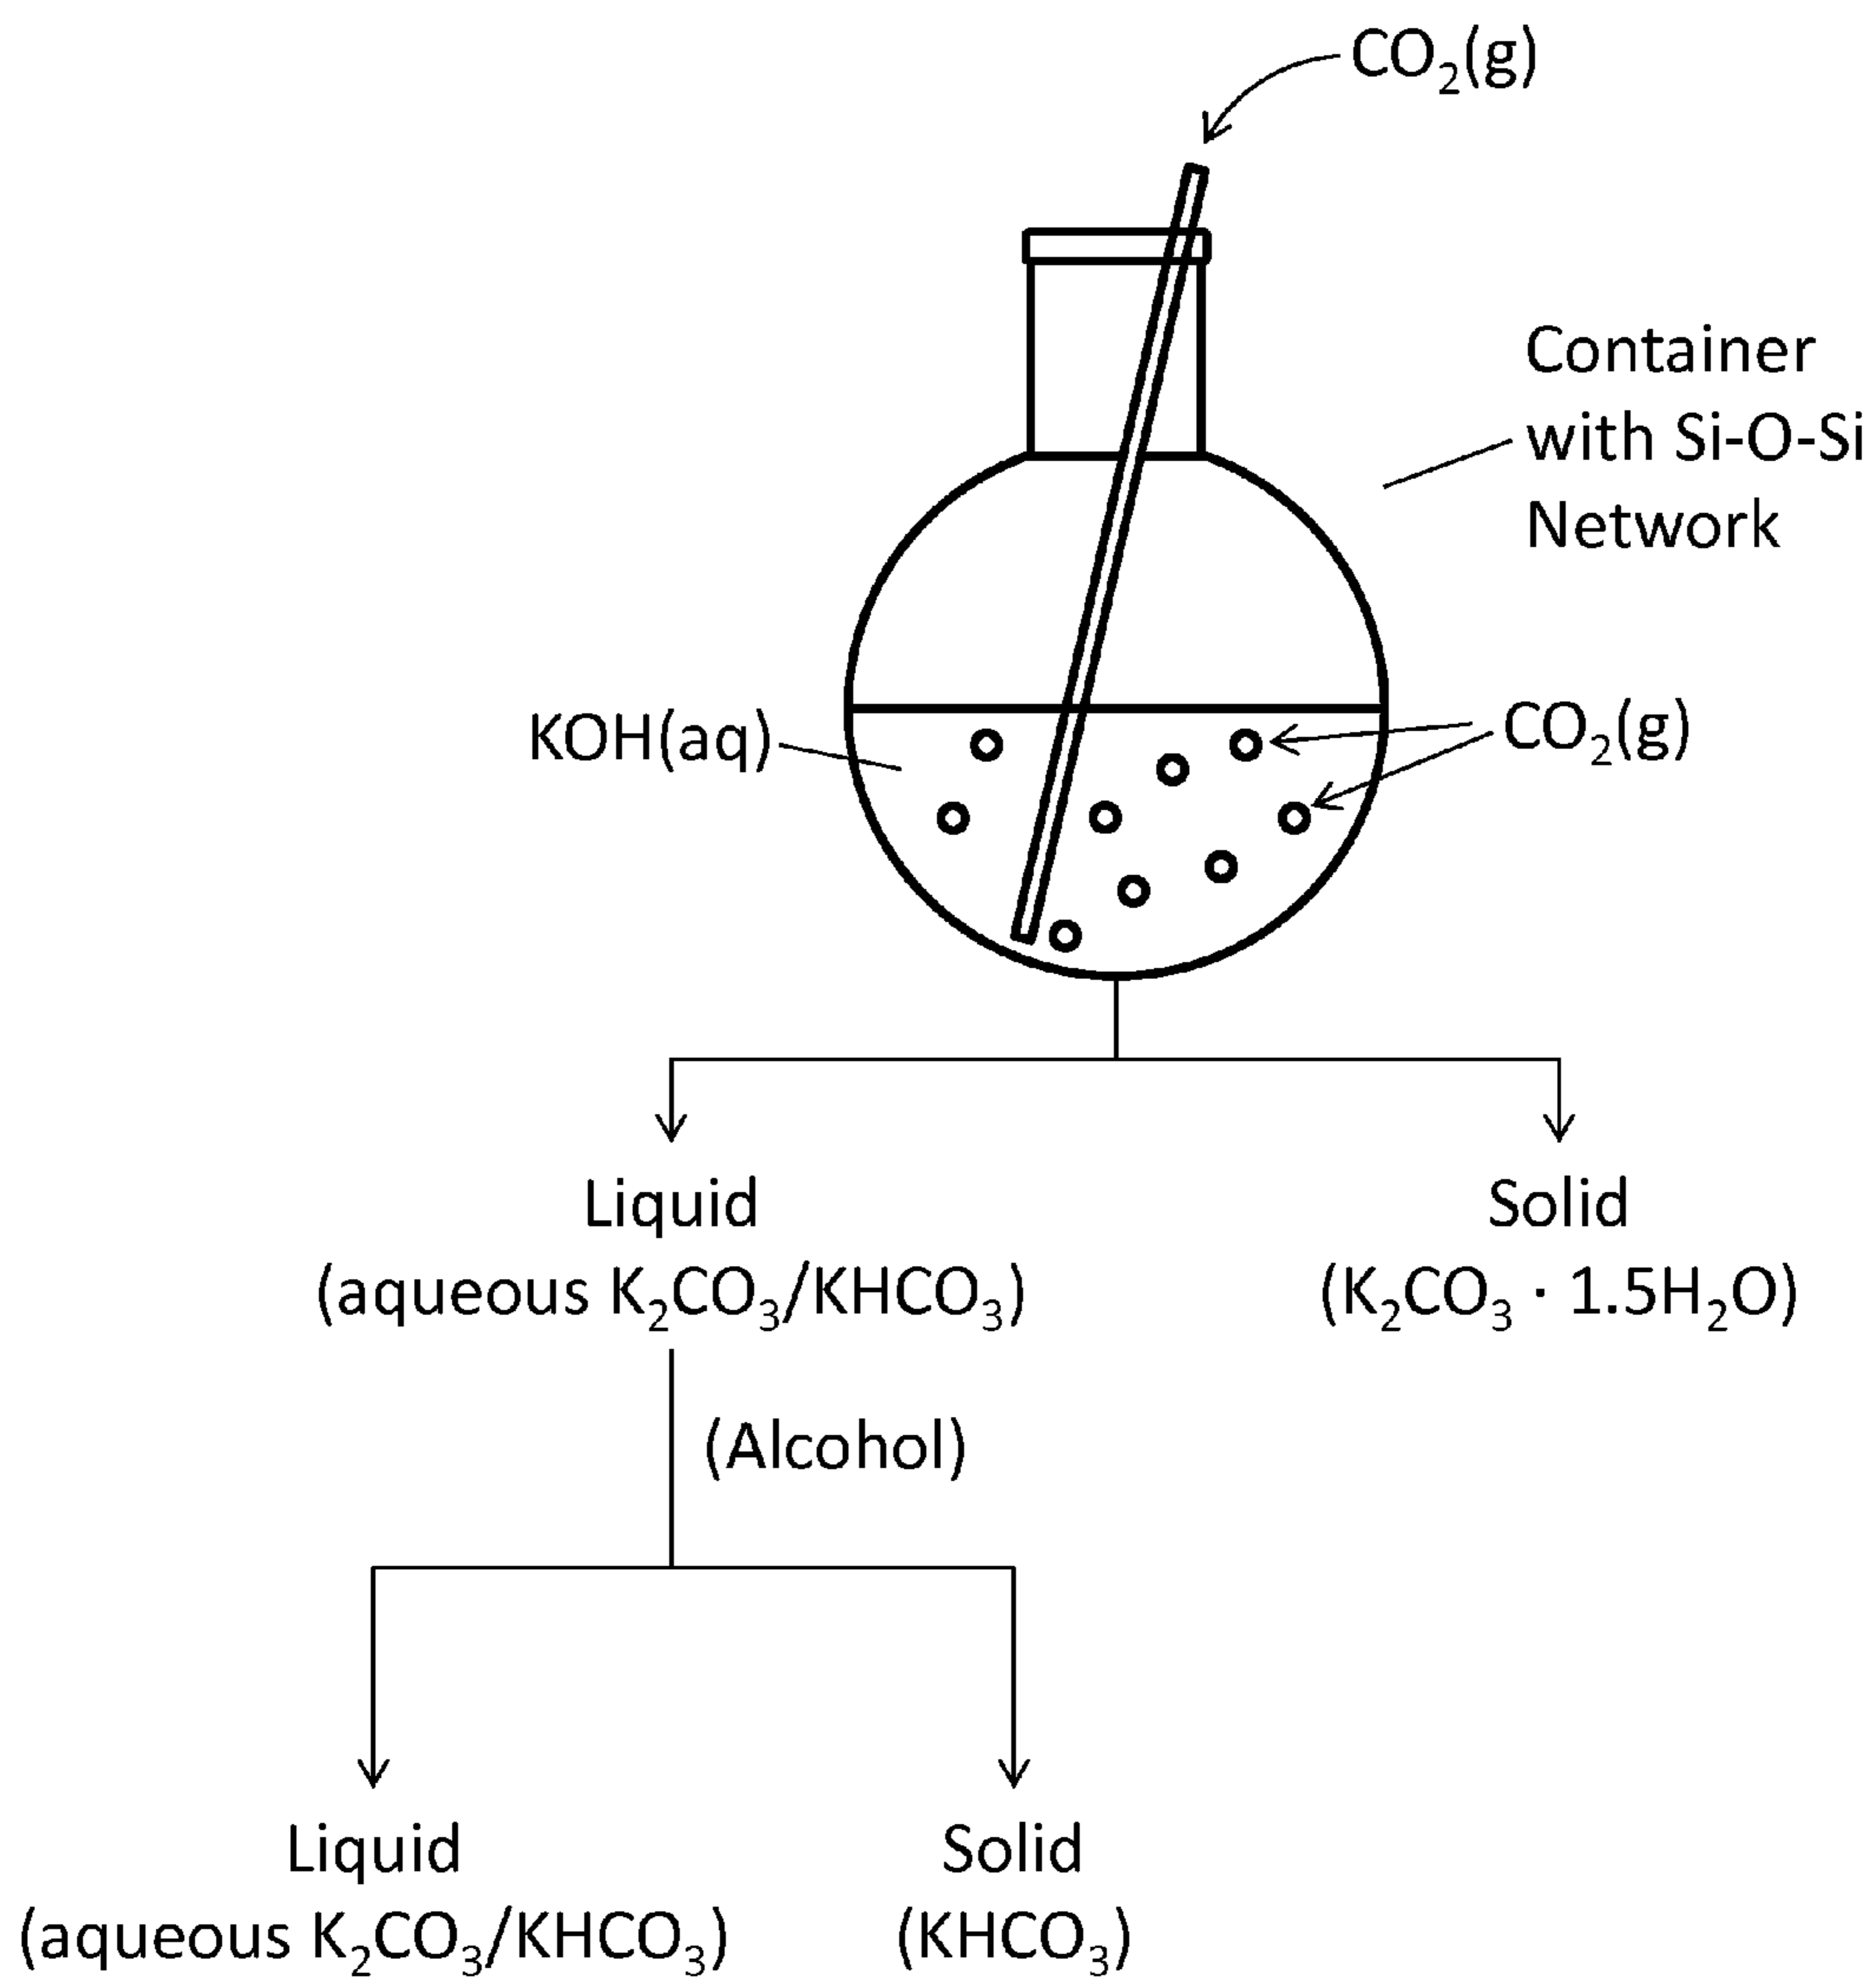 CO₂(g)
Container
with Si-O-Si
Network
KOH(aq)
CO₂(g)
Liquid
(aqueous K₂CO₃/KHCO₃)
Solid
(K₂CO₃ · 1.5H₂O)
(Alcohol)
Liquid
(aqueous K₂CO₃/KHCO₃)
Solid
(KHCO₃)